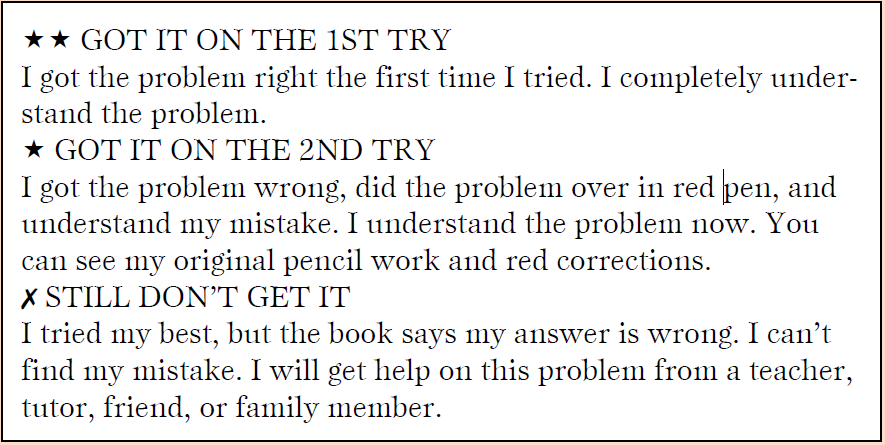 ★★ GOT IT ON THE 1ST TRY
I got the problem right the first time I tried. I completely under-
stand the problem.
★ GOT IT ON THE 2ND TRY
I got the problem wrong, did the problem over in red pen, and
understand my mistake. I understand the problem now. You
can see my original pencil work and red corrections.
✗ STILL DON’T GET IT
I tried my best, but the book says my answer is wrong. I can’t
find my mistake. I will get help on this problem from a teacher,
tutor, friend, or family member.